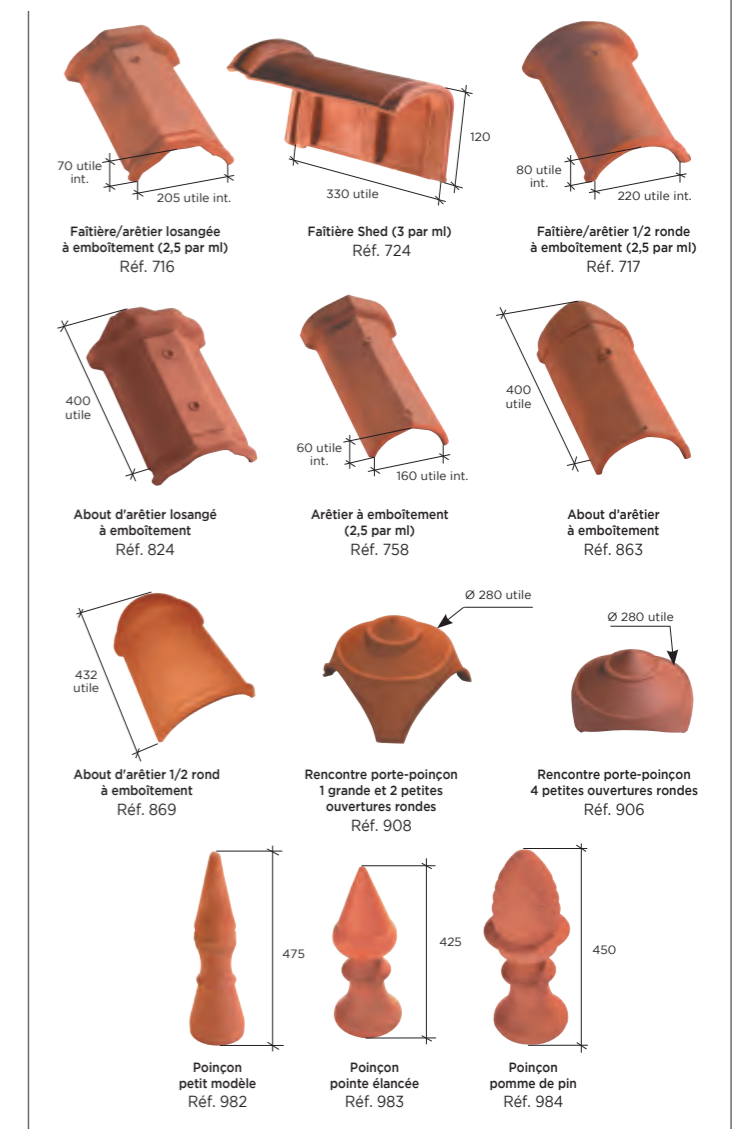 70 utile
int.
205 utile int.
Faîtière/arêtier losangée
à emboîtement (2,5 par ml)
Réf. 716
120
330 utile
Faîtière Shed (3 par ml)
Réf. 724
80 utile
int.
220 utile int.
Faîtière/arêtier 1/2 ronde
à emboîtement (2,5 par ml)
Réf. 717
400
utile
About d'arêtier losangé
à emboîtement
Réf. 824
60 utile
int.
160 utile int.
Arêtier à emboîtement
(2,5 par ml)
Réf. 758
400
utile
About d'arêtier
à emboîtement
Réf. 863
432
utile
About d'arêtier 1/2 rond
à emboîtement
Réf. 869
Ø 280 utile
Rencontre porte-poinçon
1 grande et 2 petites
ouvertures rondes
Réf. 908
Ø 280 utile
Rencontre porte-poinçon
4 petites ouvertures rondes
Réf. 906
475
Poinçon
petit modèle
Réf. 982
425
Poinçon
pointe élancée
Réf. 983
450
Poinçon
pomme de pin
Réf. 984